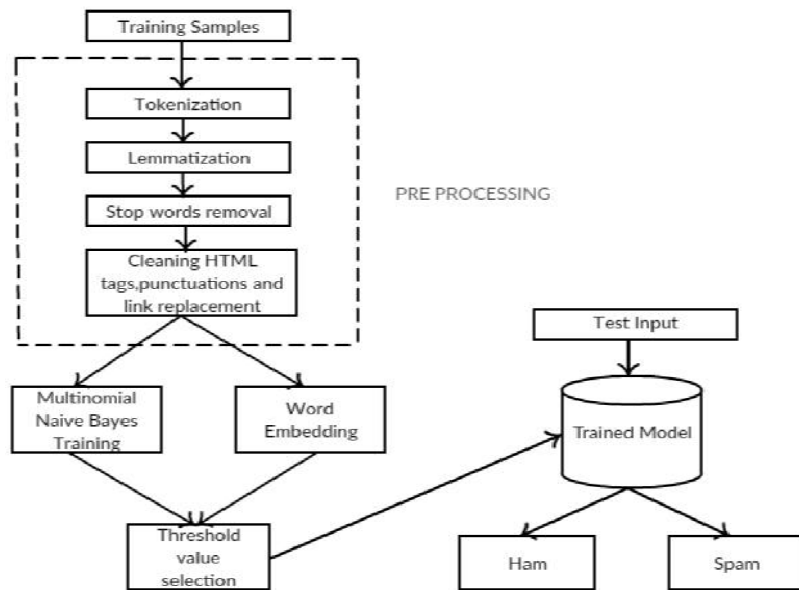 Training Samples
Tokenization
Lemmatization
Stop words removal
Cleaning HTML
tags,punctuations and
link replacement
PRE PROCESSING
Multinomial
Naive Bayes
Training
Word
Embedding
Threshold
value
selection
Test Input
Trained Model
Ham
Spam